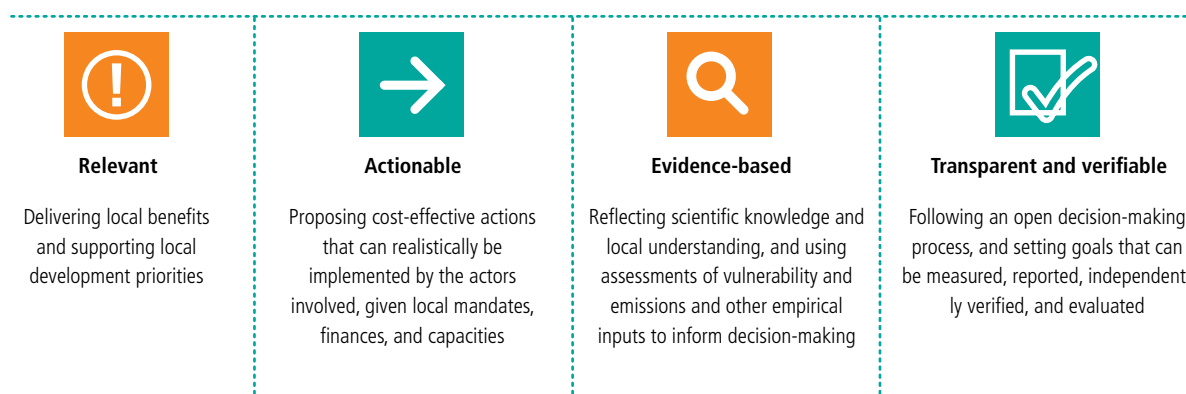 Relevant
Delivering local benefits
and supporting local
development priorities
Actionable
Proposing cost-effective actions
that can realistically be
implemented by the actors
involved, given local mandates,
finances, and capacities
Evidence-based
Reflecting scientific knowledge and
local understanding, and using
assessments of vulnerability and
emissions and other empirical
inputs to inform decision-making
Transparent and verifiable
Following an open decision-making
process, and setting goals that can
be measured, reported, independent
ly verified, and evaluated